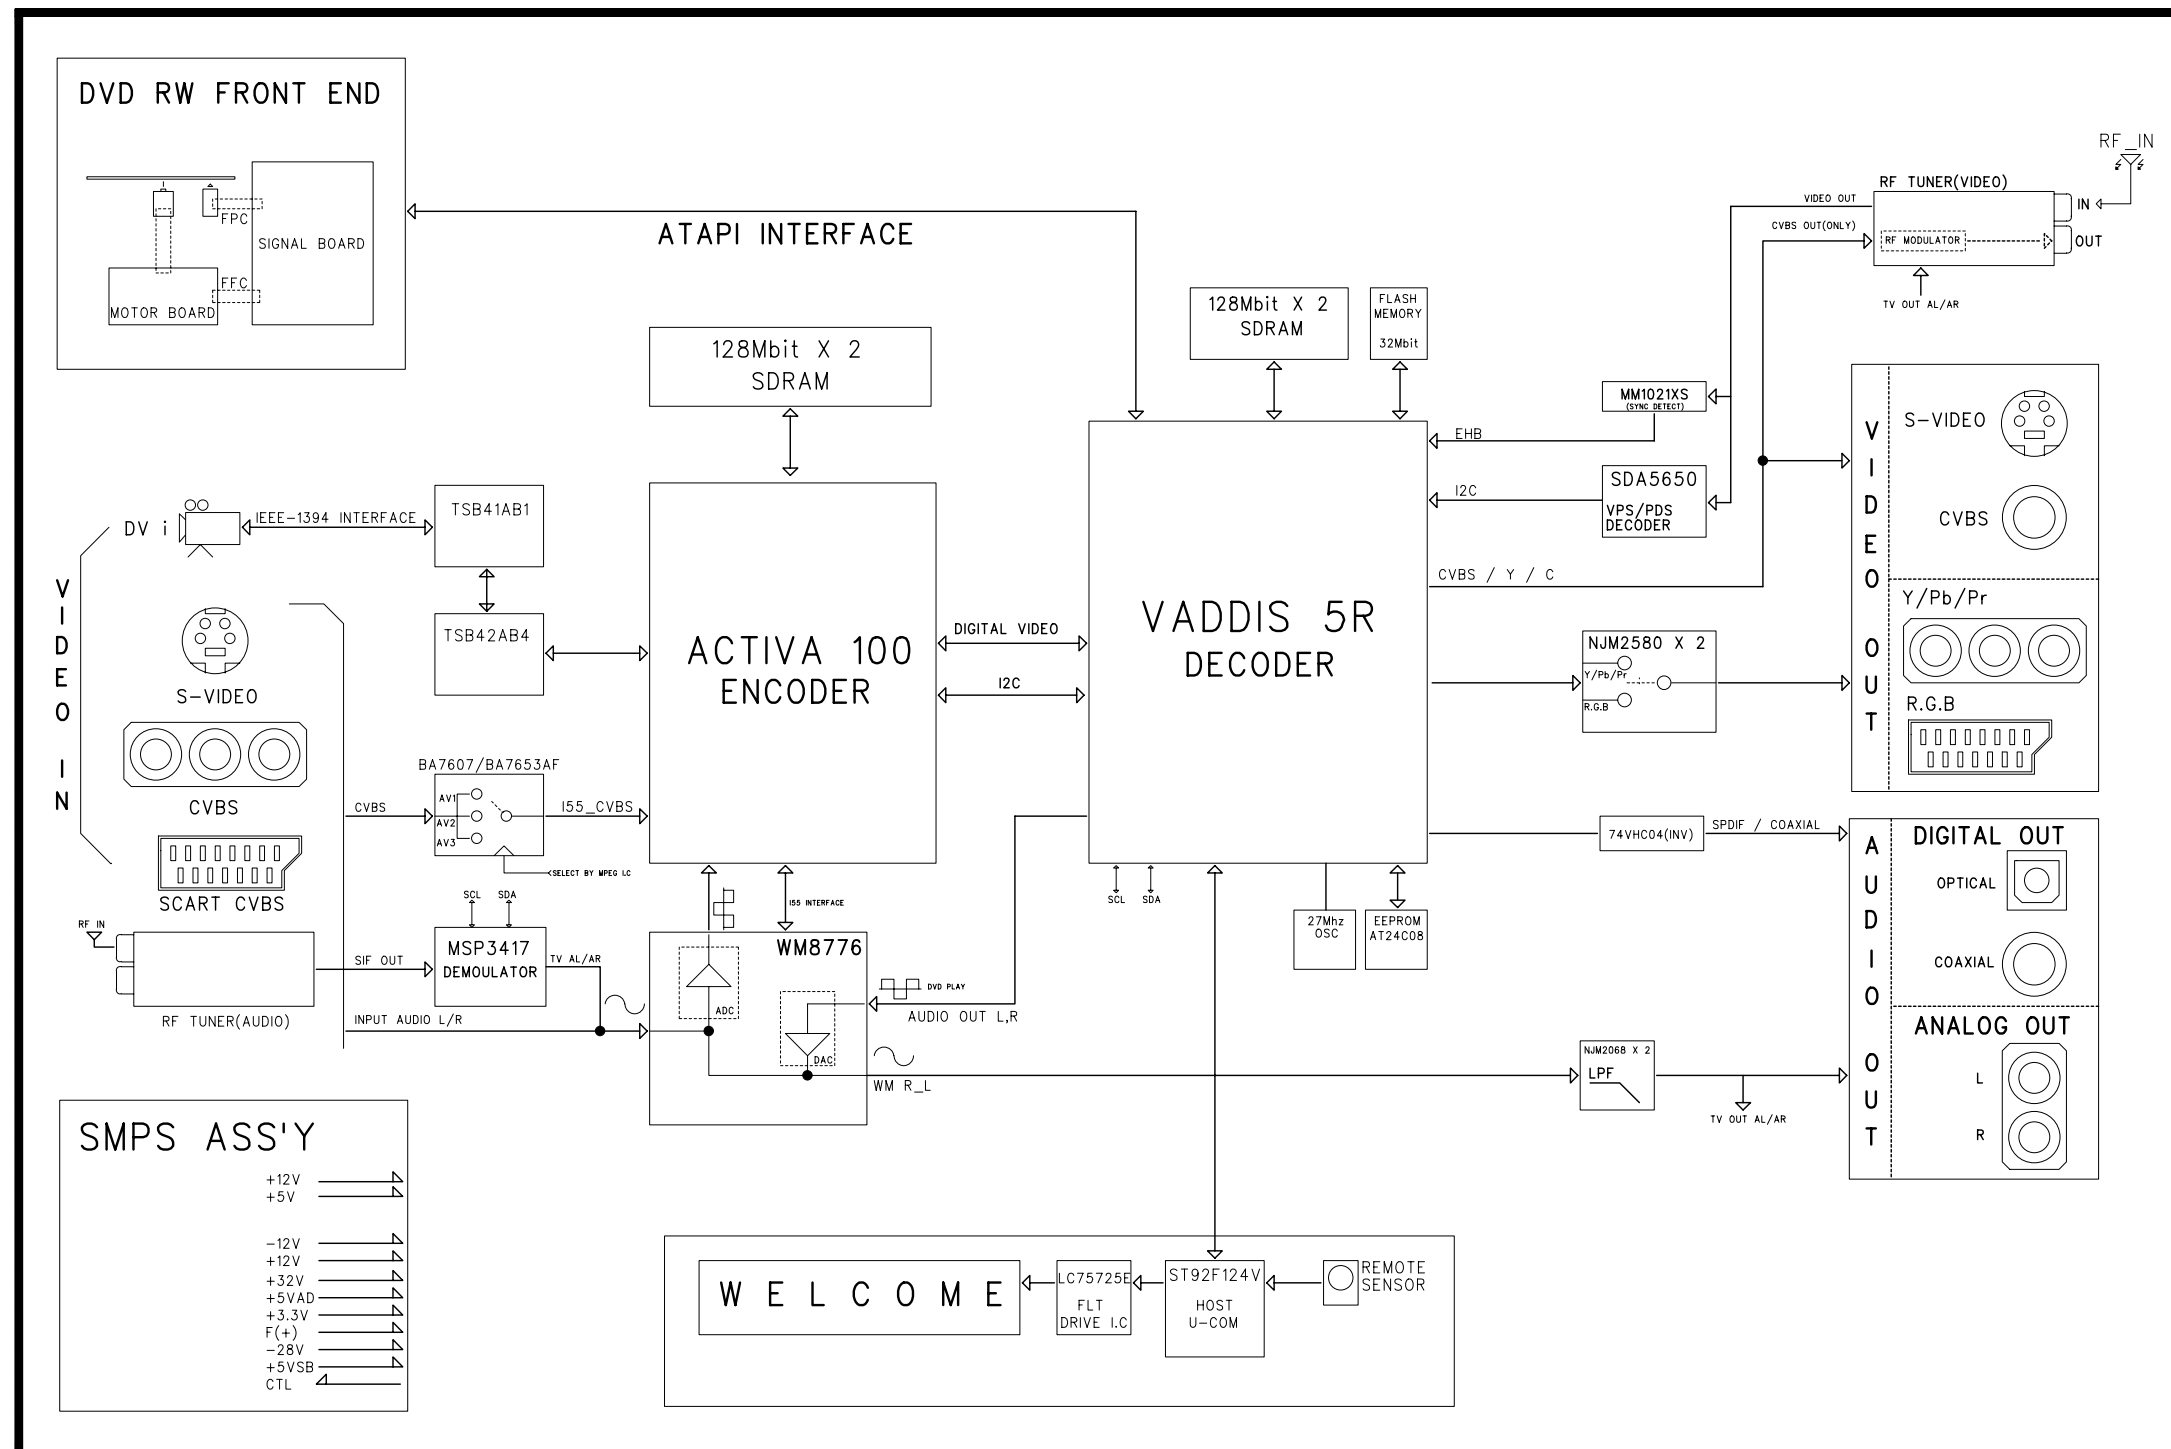 DVD RW FRONT END
FPC
SIGNAL BOARD
FFC
MOTOR BOARD
ATAPI INTERFACE
RF_IN
RF TUNER(VIDEO)
VIDEO OUT
IN
CVBS OUT(ONLY)
RF MODULATOR
OUT
TV OUT AL/AR
128Mbit X 2
SDRAM
128Mbit X 2
SDRAM
FLASH
MEMORY
32Mbit
MM1021XS
(SYNC DETECT)
EHB
SDA5650
VPS/PDS
DECODER
I2C
CVBS / Y / C
VIDEO OUT
S-VIDEO
CVBS
Y/Pb/Pr
R.G.B
VIDEO IN
DV i
IEEE-1394 INTERFACE
TSB41AB1
TSB42AB4
S-VIDEO
CVBS
SCART CVBS
ACTIVA 100
ENCODER
DIGITAL VIDEO
I2C
VADDIS 5R
DECODER
NJM2580 X 2
Y/Pb/Pr
R.G.B
BA7607/BA7653AF
CVBS
AV1
AV2
AV3
I55_CVBS
SELECT BY MPEG I.C
74VHC04(INV)
SPDIF / COAXIAL
AUDIO OUT
DIGITAL OUT
OPTICAL
COAXIAL
ANALOG OUT
L
R
RF IN
SCL SDA
MSP3417
DEMOULATOR
SIF OUT
TV AL/AR
RF TUNER(AUDIO)
INPUT AUDIO L/R
I55 INTERFACE
WM8776
ADC
DAC
DVD PLAY
AUDIO OUT L,R
WM R_L
SCL SDA
27Mhz
OSC
EEPROM
AT24C08
NJM2068 X 2
LPF
TV OUT AL/AR
SMPS ASS'Y
+12V
+5V
-12V
+12V
+32V
+5VAD
+3.3V
F(+)
-28V
+5VSB
CTL
WELCOME
LC75725E
FLT
DRIVE I.C
ST92F124V
HOST
U-COM
REMOTE
SENSOR